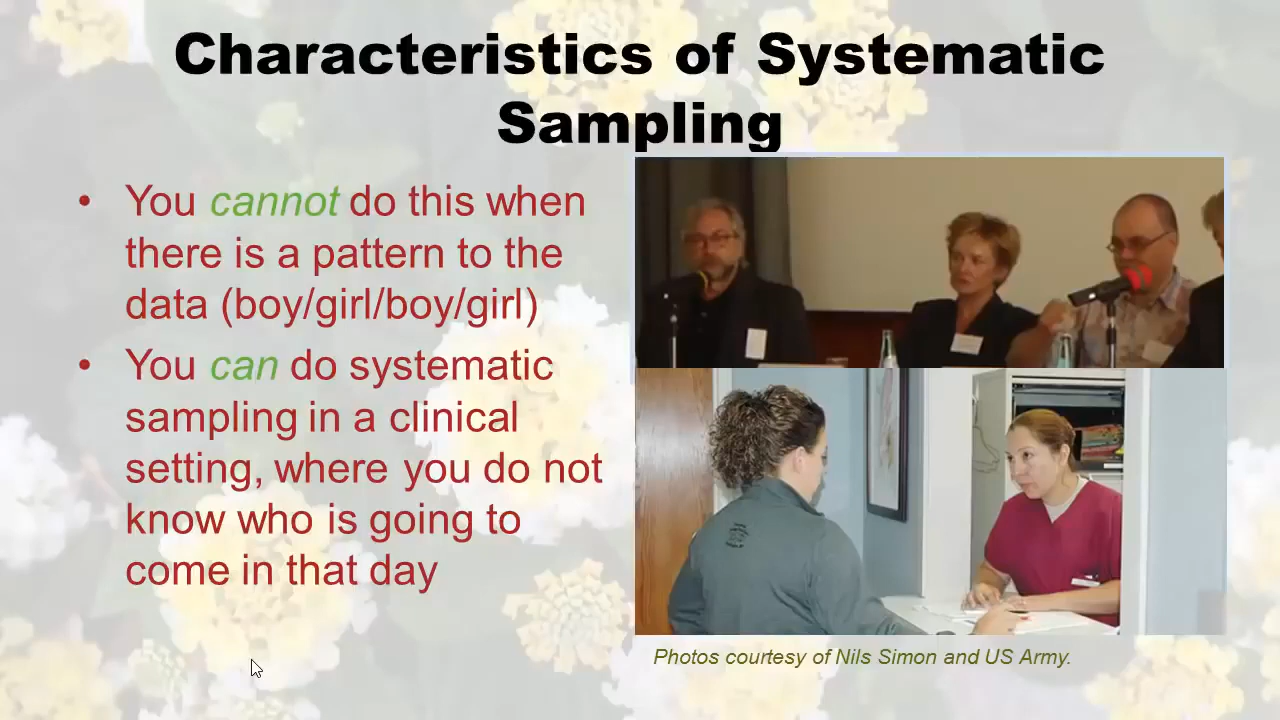 Characteristics of Systematic
Sampling
• You cannot do this when
there is a pattern to the
data (boy/girl/boy/girl)
• You can do systematic
sampling in a clinical
setting, where you do not
know who is going to
come in that day
Photos courtesy of Nils Simon and US Army.